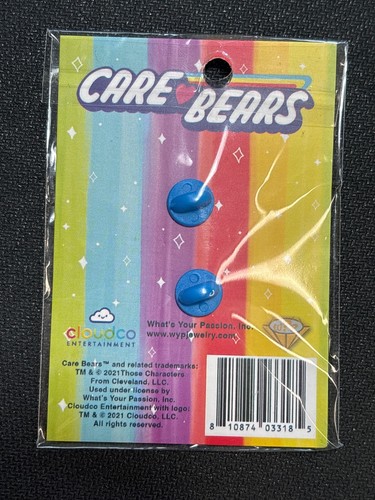 CARE BEARS
cloudco
ENTERTAINMENT
What's Your Passion, Inc.
www.wypjewelry.com
Care Bears™ and related trademarks:
TM & © 2021Those Characters
From Cleveland, LLC.
Used under license by
What's Your Passion, Inc.
Cloudco Entertainment with logo:
TM & © 2021 Cloudco, LLC.
All rights reserved.
8 10874 03318 5